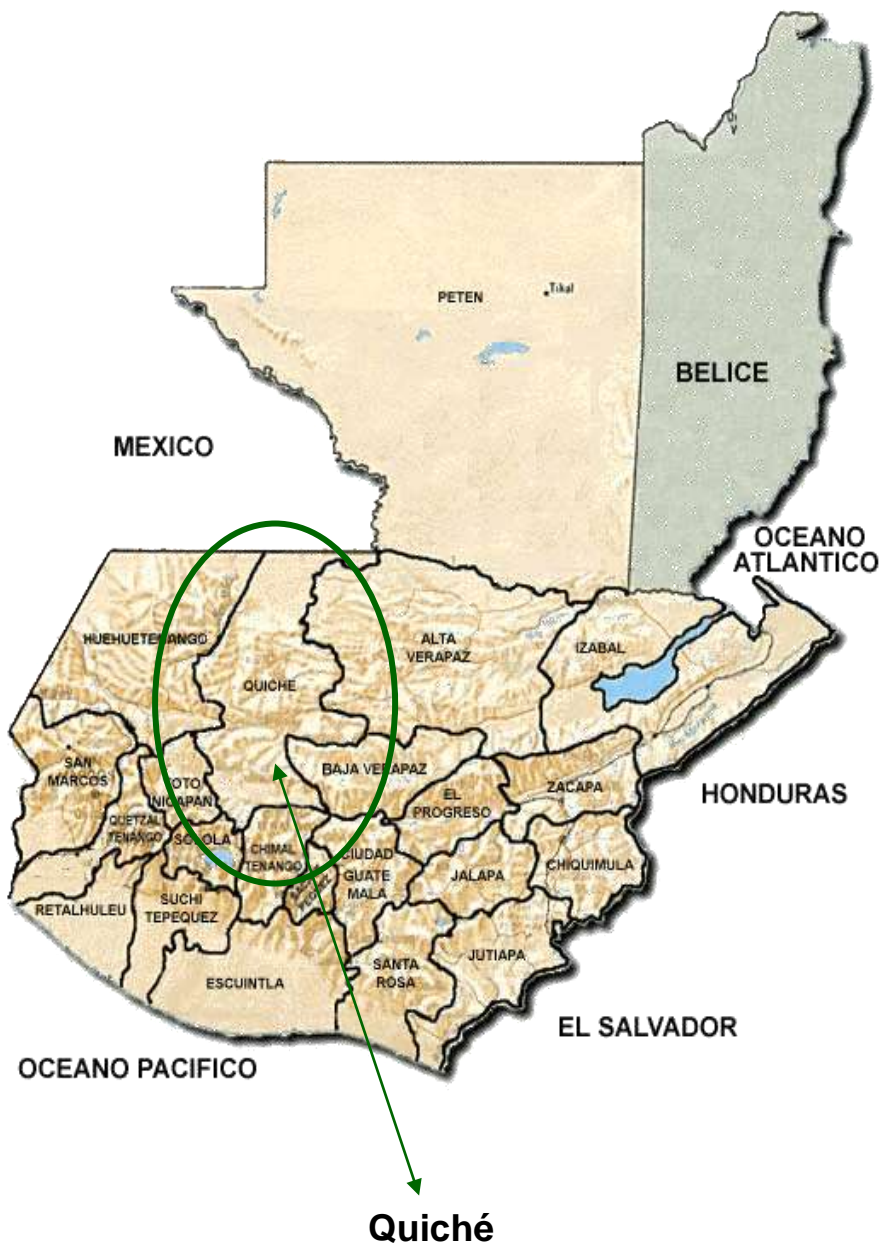 PETEN
Tikal
BELICE
MEXICO
OCEANO
ATLANTICO
HUEHUETENANGO
ALTA
VERAPAZ
IZABAL
QUICHE
SAN
MARCOS
TOTO
NICAPAN
BAJA VERAPAZ
EL
PROGRESO
ZACAPA
HONDURAS
QUETZAL
TENANGO
SOLOLA
CHIMAL
TENANGO
CIUDAD
GUATE
MALA
JALAPA
CHIQUIMULA
RETALHULEU
SUCHI
TEPEQUEZ
ESCUINTLA
SANTA
ROSA
JUTIAPA
EL SALVADOR
OCEANO PACIFICO
Quiché